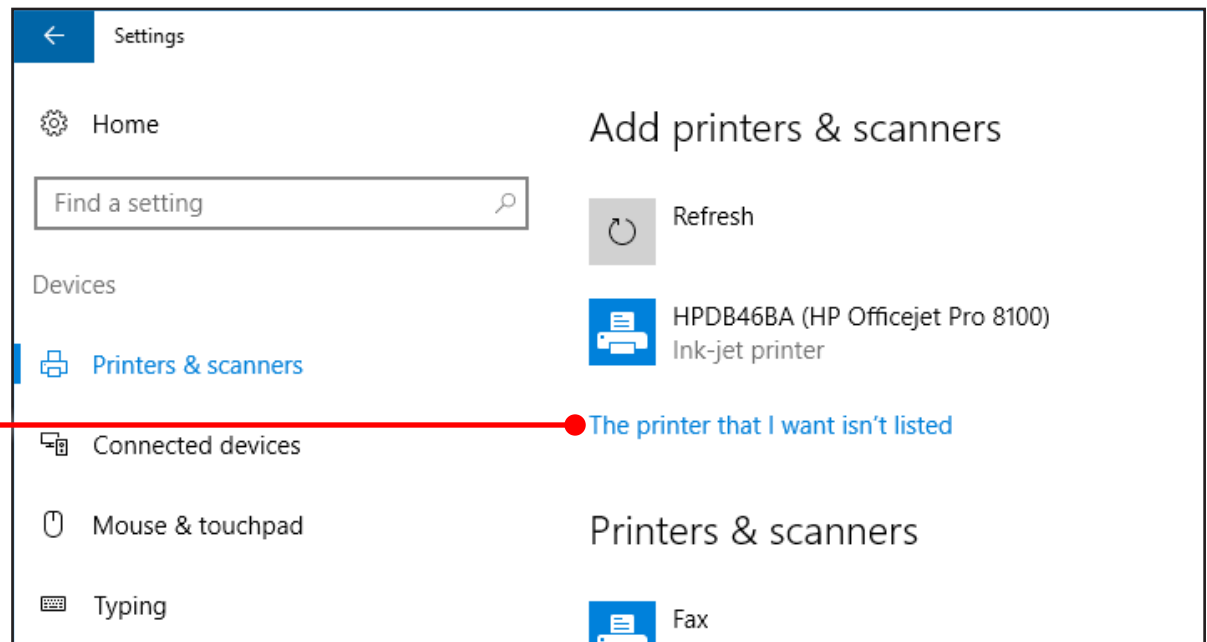 Settings
Home
Find a setting
Devices
Printers & scanners
Connected devices
Mouse & touchpad
Typing
Add printers & scanners
Refresh
HPDB46BA (HP Officejet Pro 8100)
Ink-jet printer
The printer that I want isn't listed
Printers & scanners
Fax